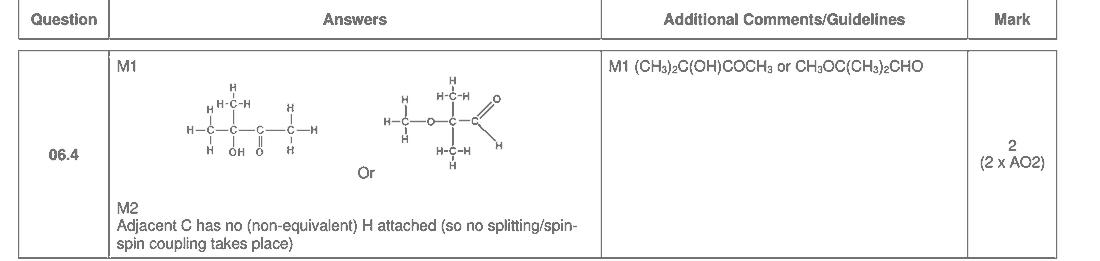 Question Answers Additional Comments/Guidelines Mark
06.4
M1
H
H H-C-H H
H-C-C-C-C-H
H OH O H
Or
H
H H-C-H O
H-C-O-C-C
H H-C-H H
H
M2
Adjacent C has no (non-equivalent) H attached (so no splitting/spin-
spin coupling takes place)
M1 (CH₃)₂C(OH)COCH₃ or CH₃OC(CH₃)₂CHO
2
(2 x AO2)